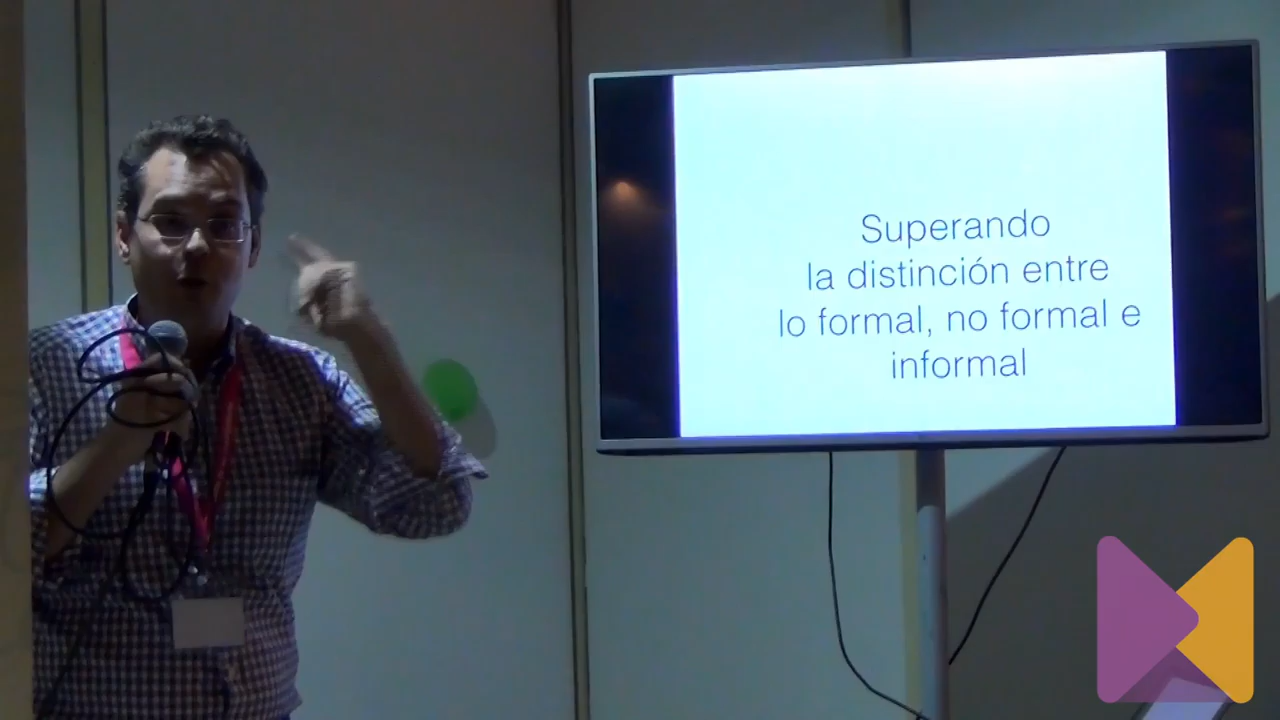 Superando
la distinción entre
lo formal, no formal e
informal